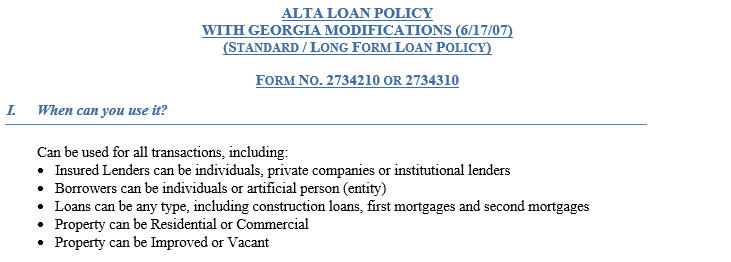 ALTA LOAN POLICY
WITH GEORGIA MODIFICATIONS (6/17/07)
(STANDARD / LONG FORM LOAN POLICY)
FORM NO. 2734210 OR 2734310
I. When can you use it?
Can be used for all transactions, including:
• Insured Lenders can be individuals, private companies or institutional lenders
• Borrowers can be individuals or artificial person (entity)
• Loans can be any type, including construction loans, first mortgages and second mortgages
• Property can be Residential or Commercial
• Property can be Improved or Vacant